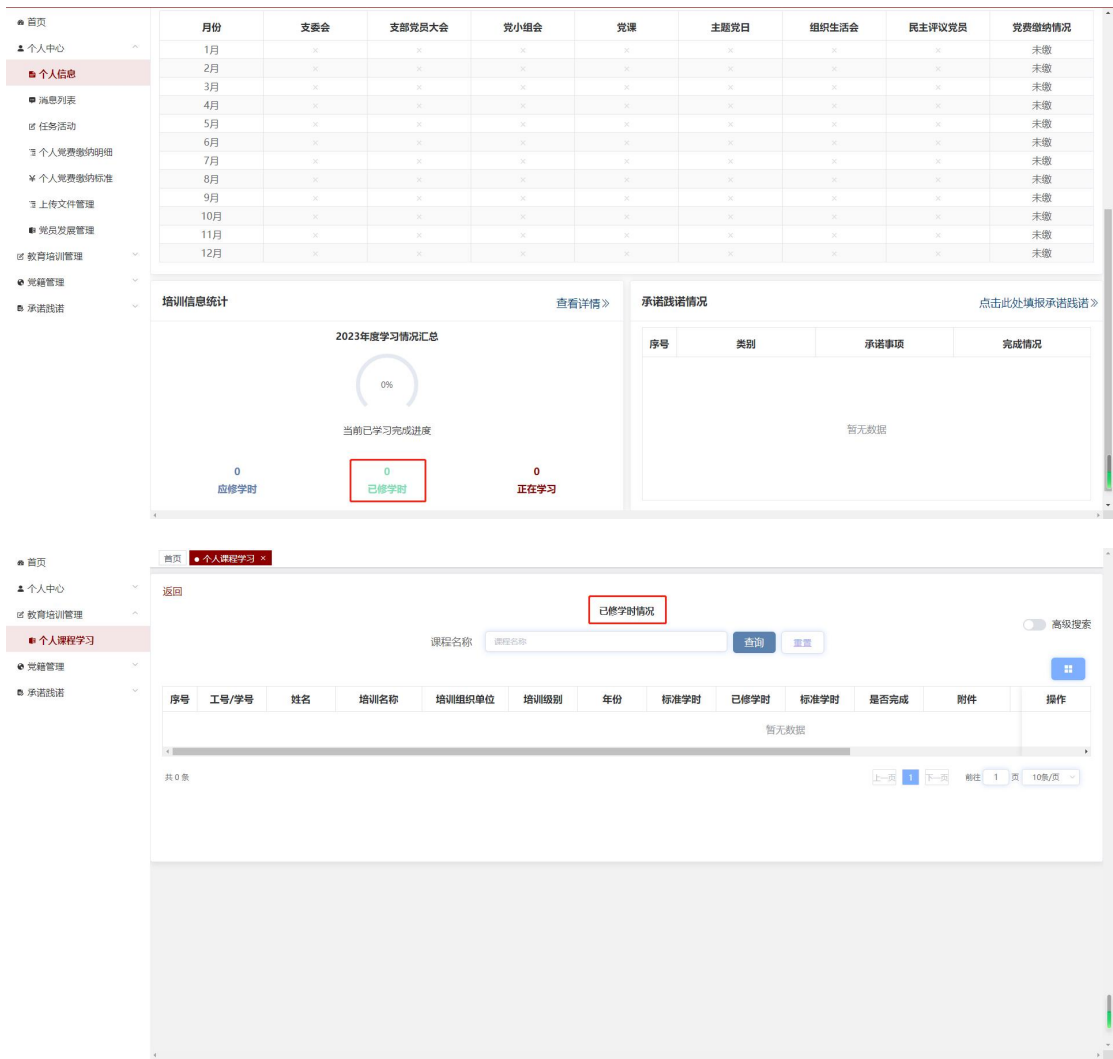 首页
个人中心
个人信息
消息列表
任务活动
个人党费缴纳明细
个人党费缴纳标准
上传文件管理
党员发展管理
教育培训管理
党籍管理
承诺践诺
月份 支委会 支部党员大会 党小组会 党课 主题党日 组织生活会 民主评议党员 党费缴纳情况
1月 × × × × × × × 未缴
2月 × × × × × × × 未缴
3月 × × × × × × × 未缴
4月 × × × × × × × 未缴
5月 × × × × × × × 未缴
6月 × × × × × × × 未缴
7月 × × × × × × × 未缴
8月 × × × × × × × 未缴
9月 × × × × × × × 未缴
10月 × × × × × × × 未缴
11月 × × × × × × × 未缴
12月 × × × × × × × 未缴
培训信息统计 查看详情》
2023年度学习情况汇总
0%
当前已学习完成进度
0 0 0
应修学时 已修学时 正在学习
承诺践诺情况 点击此处填报承诺践诺》
序号 类别 承诺事项 完成情况
暂无数据
首页
个人中心
教育培训管理
个人课程学习
党籍管理
承诺践诺
首页 ● 个人课程学习 ×
返回
已修学时情况
高级搜索
课程名称 课程名称 查询 重置
序号 工号/学号 姓名 培训名称 培训组织单位 培训级别 年份 标准学时 已修学时 标准学时 是否完成 附件 操作
暂无数据
共 0 条 上一页 1 下一页 前往 1 页 10条/页